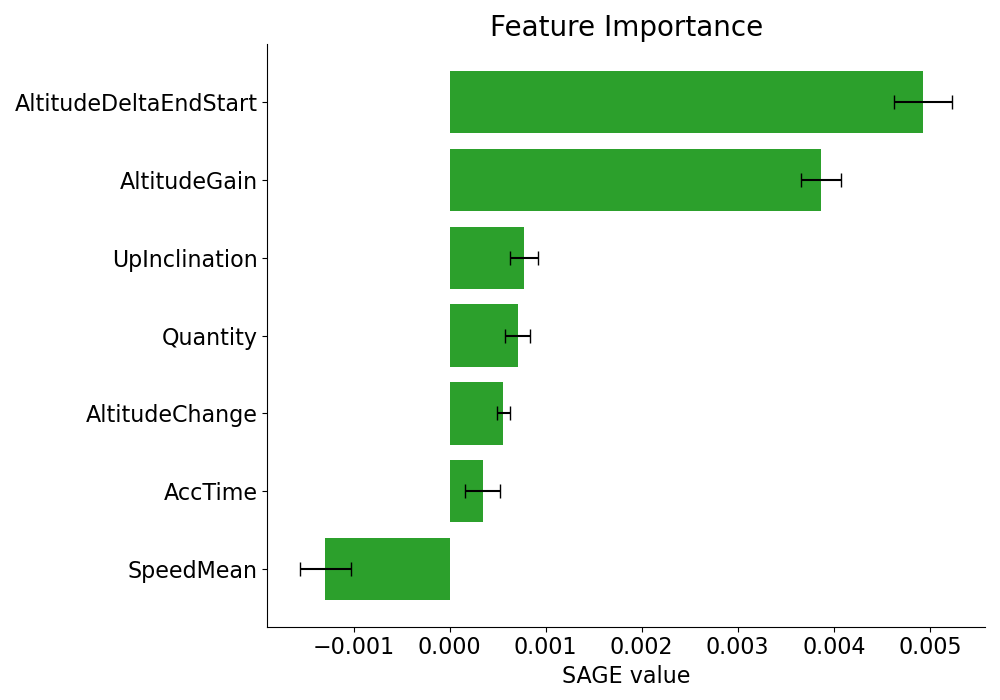 Feature Importance
AltitudeDeltaEndStart
AltitudeGain
UpInclination
Quantity
AltitudeChange
AccTime
SpeedMean
−0.001 0.000 0.001 0.002 0.003 0.004 0.005
SAGE value